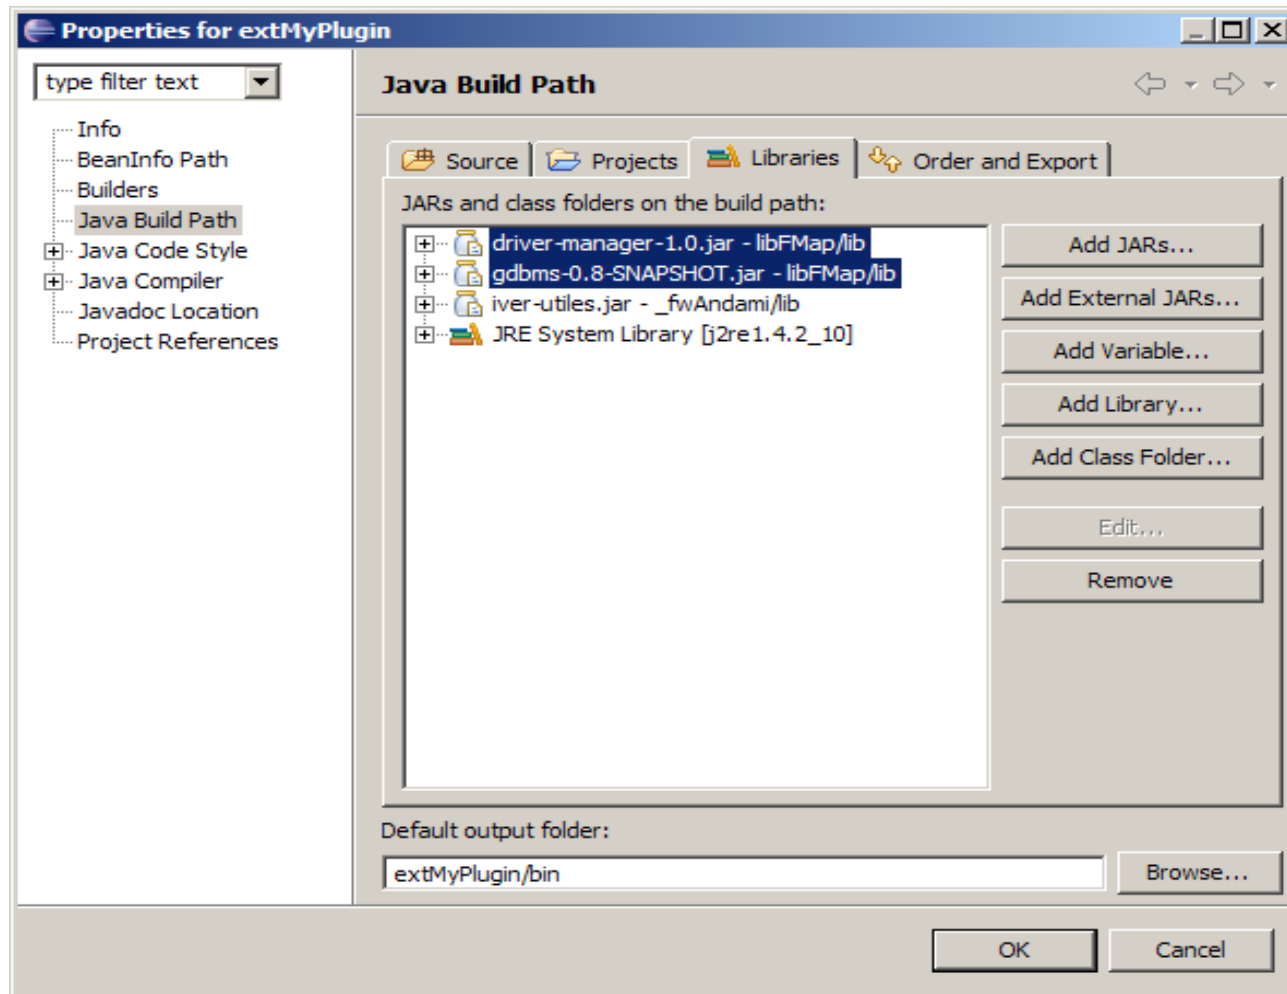 Properties for extMyPlugin
type filter text
Info
BeanInfo Path
Builders
Java Build Path
Java Code Style
Java Compiler
Javadoc Location
Project References
Java Build Path
Source
Projects
Libraries
Order and Export
JARs and class folders on the build path:
driver-manager-1.0.jar - libFMap/lib
gdbms-0.8-SNAPSHOT.jar - libFMap/lib
iver-utiles.jar - _fwAndami/lib
JRE System Library [j2re1.4.2_10]
Add JARs...
Add External JARs...
Add Variable...
Add Library...
Add Class Folder...
Edit...
Remove
Default output folder:
extMyPlugin/bin
Browse...
OK
Cancel